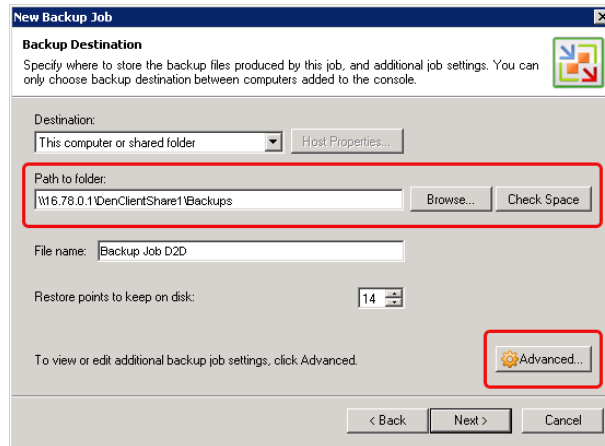 New Backup Job
Backup Destination
Specify where to store the backup files produced by this job, and additional job settings. You can
only choose backup destination between computers added to the console.
Destination:
This computer or shared folder Host Properties...
Path to folder:
\\16.78.0.1\DenClientShare1\Backups Browse... Check Space
File name: Backup Job D2D
Restore points to keep on disk: 14
To view or edit additional backup job settings, click Advanced. Advanced...
< Back Next > Cancel